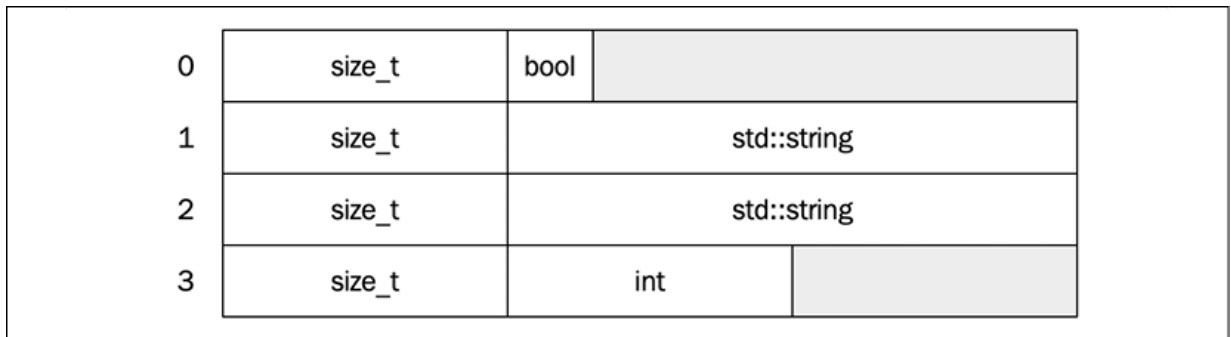 0 size_t bool
1 size_t std::string
2 size_t std::string
3 size_t int